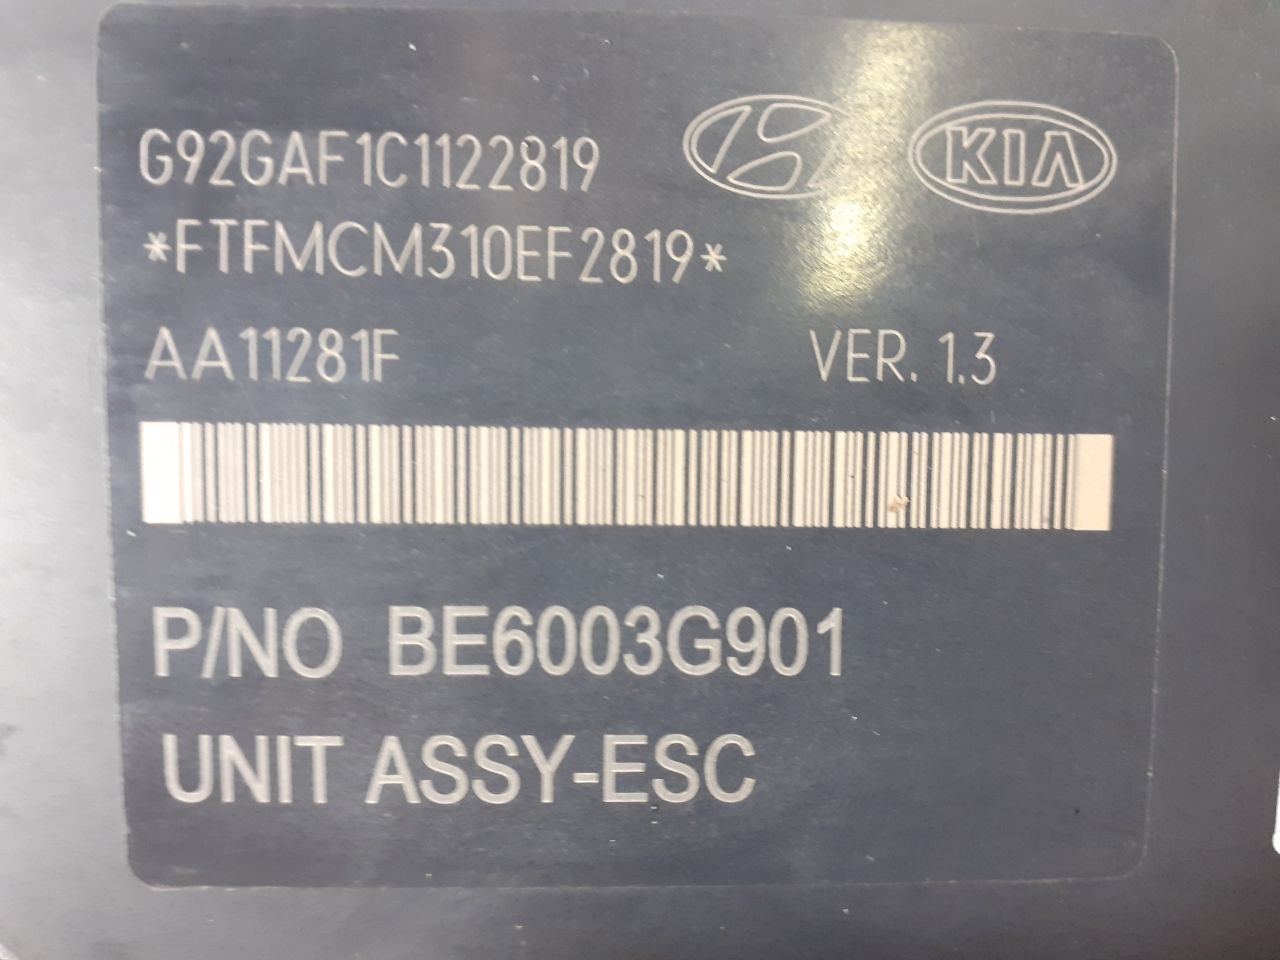 G92GAF1C1122819
KIA
*FTFMCM310EF2819*
AA11281F VER. 1.3
P/NO BE6003G901
UNIT ASSY-ESC